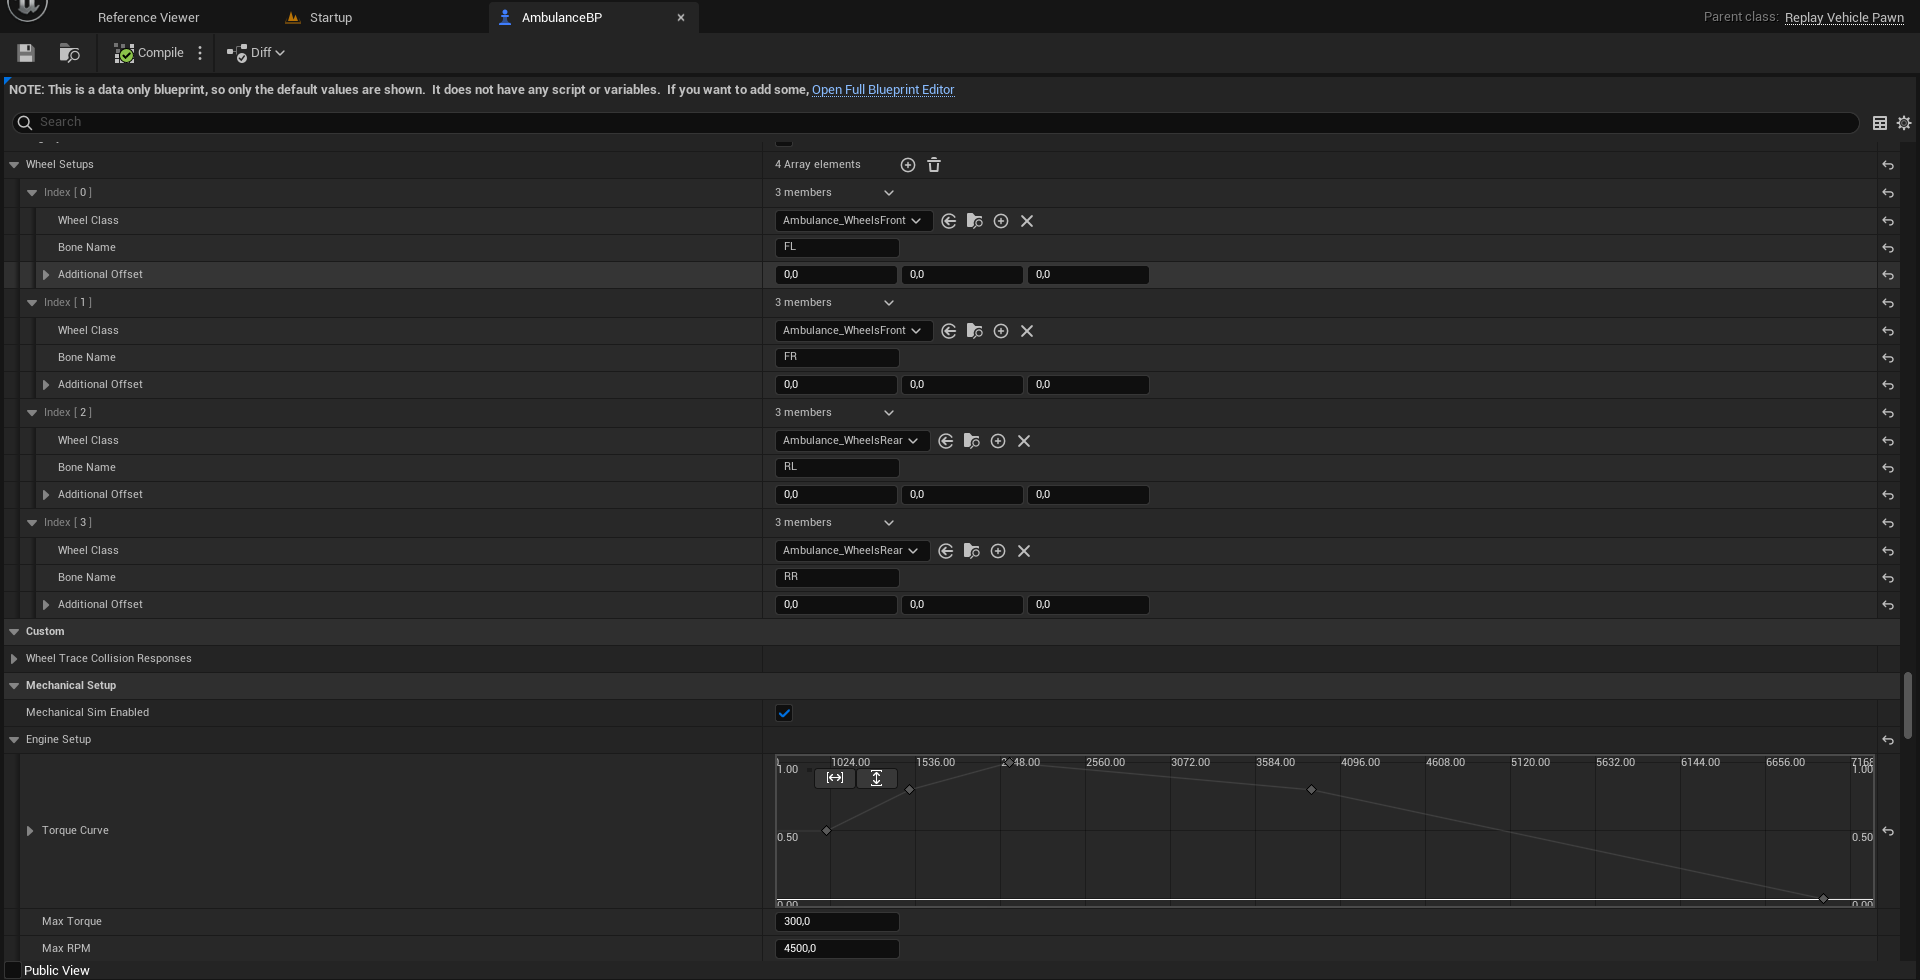 Reference Viewer
Startup
AmbulanceBP
Parent class: Replay Vehicle Pawn
Compile
Diff
NOTE: This is a data only blueprint, so only the default values are shown. It does not have any script or variables. If you want to add some, Open Full Blueprint Editor
Search
Wheel Setups 4 Array elements
Index [ 0 ] 3 members
Wheel Class Ambulance_WheelsFront
Bone Name FL
Additional Offset 0,0 0,0 0,0
Index [ 1 ] 3 members
Wheel Class Ambulance_WheelsFront
Bone Name FR
Additional Offset 0,0 0,0 0,0
Index [ 2 ] 3 members
Wheel Class Ambulance_WheelsRear
Bone Name RL
Additional Offset 0,0 0,0 0,0
Index [ 3 ] 3 members
Wheel Class Ambulance_WheelsRear
Bone Name RR
Additional Offset 0,0 0,0 0,0
Custom
Wheel Trace Collision Responses
Mechanical Setup
Mechanical Sim Enabled
Engine Setup
1024.00 1536.00 2048.00 2560.00 3072.00 3584.00 4096.00 4608.00 5120.00 5632.00 6144.00 6656.00 7168
1.00 1.00
Torque Curve
0.50 0.50
0.00 0.00
Max Torque 300,0
Max RPM 4500,0
Public View